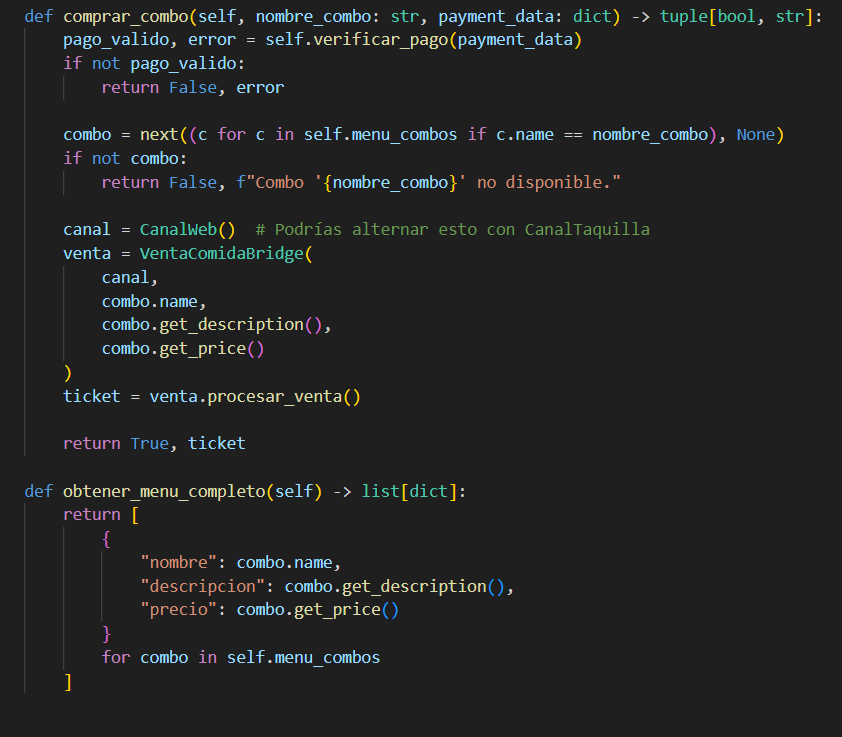 def comprar_combo(self, nombre_combo: str, payment_data: dict) -> tuple[bool, str]:
    pago_valido, error = self.verificar_pago(payment_data)
    if not pago_valido:
        return False, error

    combo = next((c for c in self.menu_combos if c.name == nombre_combo), None)
    if not combo:
        return False, f"Combo '{nombre_combo}' no disponible."

    canal = CanalWeb()  # Podrías alternar esto con CanalTaquilla
    venta = VentaComidaBridge(
        canal,
        combo.name,
        combo.get_description(),
        combo.get_price()
    )
    ticket = venta.procesar_venta()

    return True, ticket

def obtener_menu_completo(self) -> list[dict]:
    return [
        {
            "nombre": combo.name,
            "descripcion": combo.get_description(),
            "precio": combo.get_price()
        }
        for combo in self.menu_combos
    ]